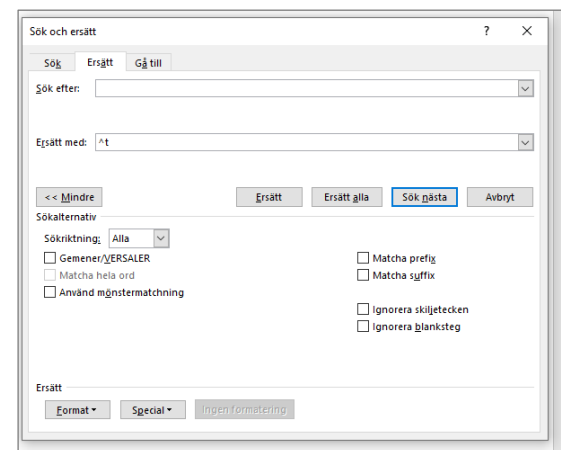 Sök och ersätt ? ×
Sök Ersätt Gå till
Sök efter:
Ersätt med: ^t
<< Mindre Ersätt Ersätt alla Sök nästa Avbryt
Sökalternativ
Sökriktning: Alla
Gemener/VERSALER Matcha prefix
Matcha hela ord Matcha suffix
Använd mönstermatchning
Ignorera skiljetecken
Ignorera blanksteg
Ersätt
Format Special Ingen formatering